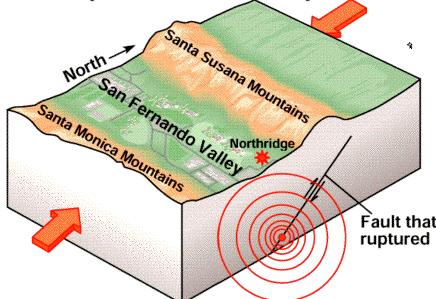 North
Santa Susana Mountains
San Fernando Valley
Northridge
Santa Monica Mountains
Fault that
ruptured